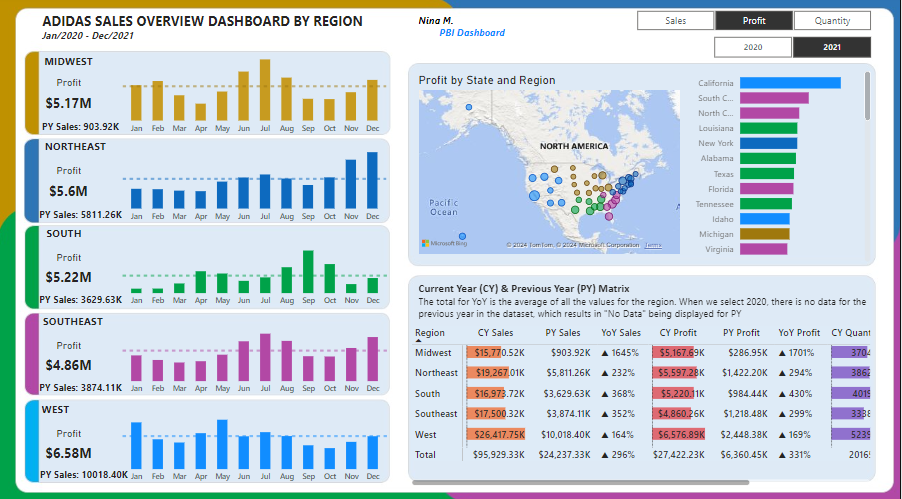 ADIDAS SALES OVERVIEW DASHBOARD BY REGION
Jan/2020 - Dec/2021
Nina M.
PBI Dashboard
Sales Profit Quantity
2020 2021
MIDWEST
Profit
$5.17M
PY Sales: 903.92K
Jan Feb Mar Apr May Jun Jul Aug Sep Oct Nov Dec
NORTHEAST
Profit
$5.6M
PY Sales: 5811.26K
Jan Feb Mar Apr May Jun Jul Aug Sep Oct Nov Dec
SOUTH
Profit
$5.22M
PY Sales: 3629.63K
Jan Feb Mar Apr May Jun Jul Aug Sep Oct Nov Dec
SOUTHEAST
Profit
$4.86M
PY Sales: 3874.11K
Jan Feb Mar Apr May Jun Jul Aug Sep Oct Nov Dec
WEST
Profit
$6.58M
PY Sales: 10018.40K
Jan Feb Mar Apr May Jun Jul Aug Sep Oct Nov Dec
Profit by State and Region
NORTH AMERICA
Pacific
Ocean
A
Microsoft Bing
© 2024 TomTom, © 2024 Microsoft Corporation Terms
California
South C...
North C...
Louisiana
New York
Alabama
Texas
Florida
Tennessee
Idaho
Michigan
Virginia
Current Year (CY) & Previous Year (PY) Matrix
The total for YoY is the average of all the values for the region. When we select 2020, there is no data for the
previous year in the dataset, which results in "No Data" being displayed for PY
Region CY Sales PY Sales YoY Sales CY Profit PY Profit YoY Profit CY Quant
Midwest $15,770.52K $903.92K ▲ 1645% $5,167.69K $286.95K ▲ 1701% 3704
Northeast $19,267.01K $5,811.26K ▲ 232% $5,597.28K $1,422.20K ▲ 294% 3862
South $16,973.72K $3,629.63K ▲ 368% $5,220.11K $984.44K ▲ 430% 4019
Southeast $17,500.32K $3,874.11K ▲ 352% $4,860.26K $1,218.48K ▲ 299% 3338
West $26,417.75K $10,018.40K ▲ 164% $6,576.89K $2,448.38K ▲ 169% 5239
Total $95,929.33K $24,237.33K ▲ 296% $27,422.23K $6,360.45K ▲ 331% 2016